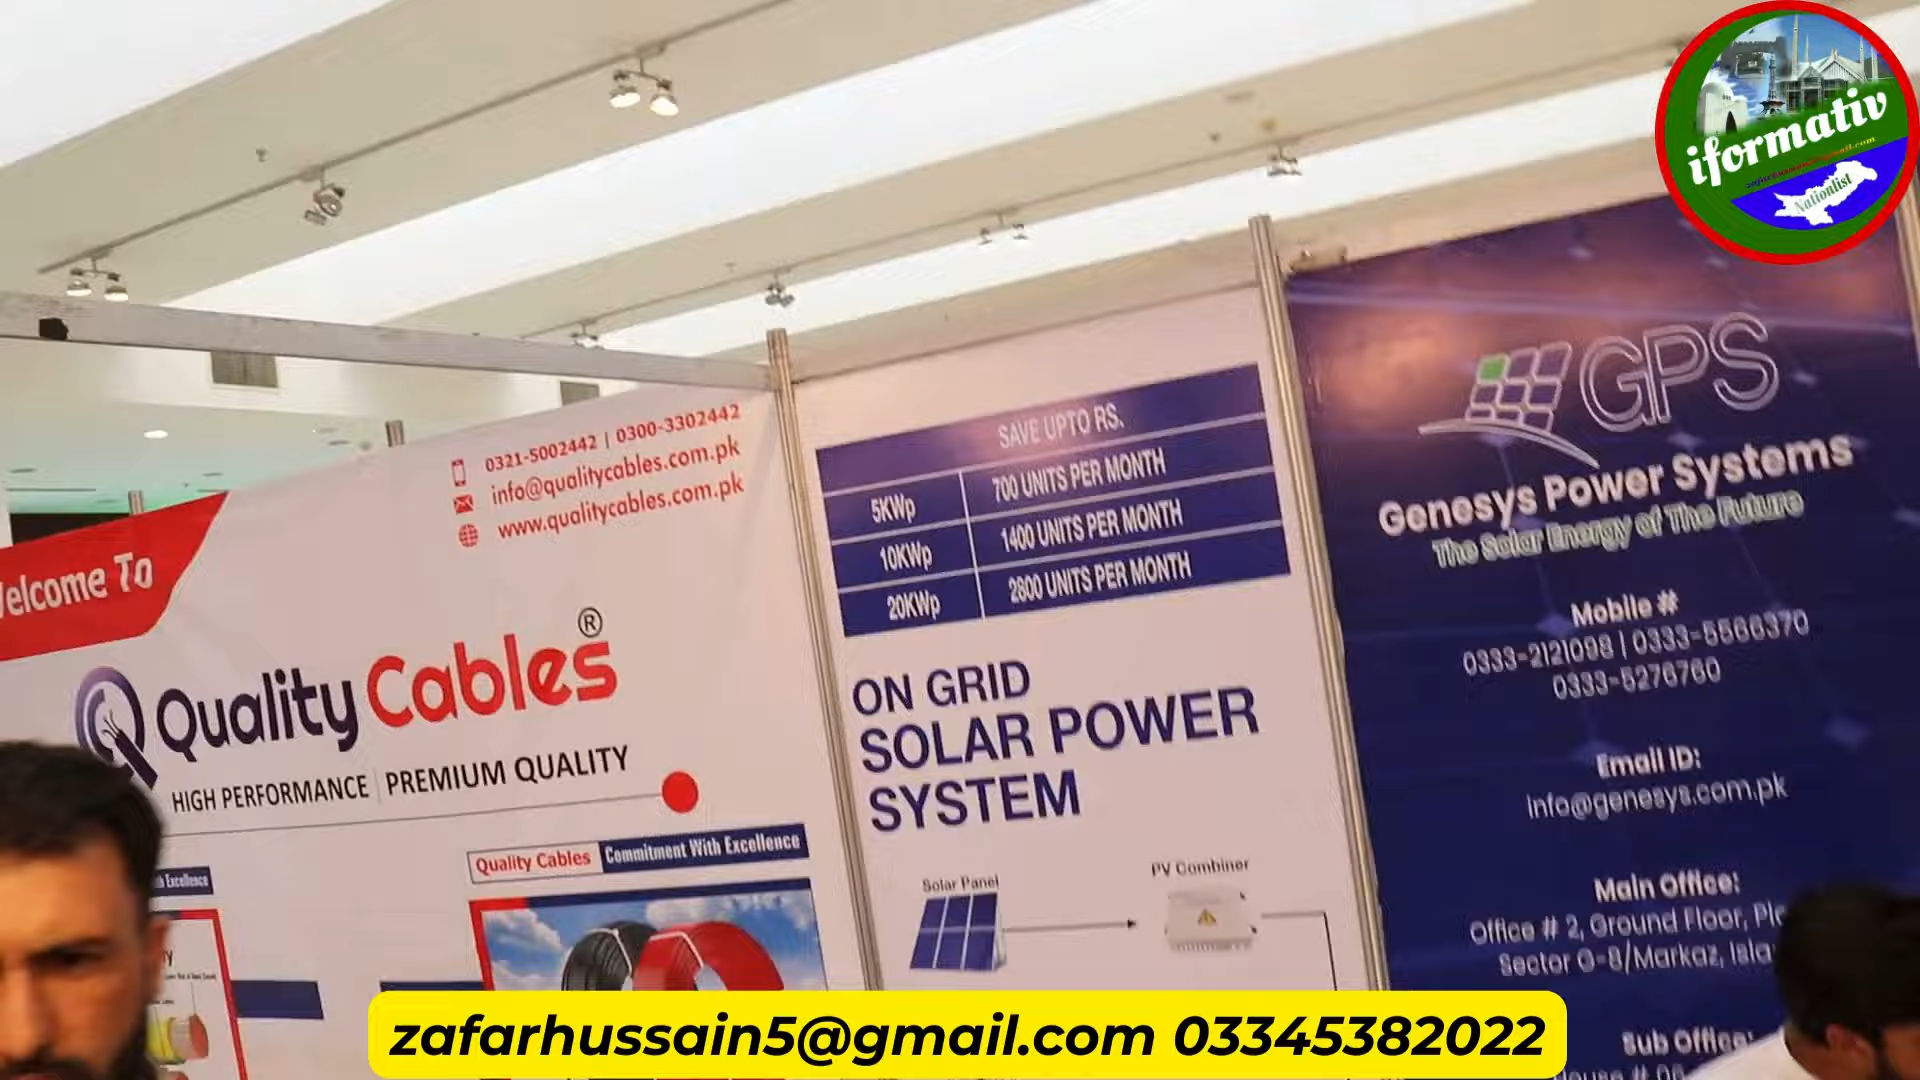 iformativ
Nationlist
0321-5002442 | 0300-3302442
info@qualitycables.com.pk
www.qualitycables.com.pk
Welcome To
Quality Cables®
HIGH PERFORMANCE | PREMIUM QUALITY
Quality Cables Commitment With Excellence
Excellence
SAVE UPTO RS.
5KWp 700 UNITS PER MONTH
10KWp 1400 UNITS PER MONTH
20KWp 2800 UNITS PER MONTH
ON GRID
SOLAR POWER
SYSTEM
Solar Panel
PV Combiner
GPS
Genesys Power Systems
The Solar Energy of The Future
Mobile #
0333-2121098 | 0333-5566370
0333-5276760
Email ID:
info@genesys.com.pk
Main Office:
Office # 2, Ground Floor,
Sector G-8/Markaz,
Sub Office:
zafarhussain5@gmail.com 03345382022